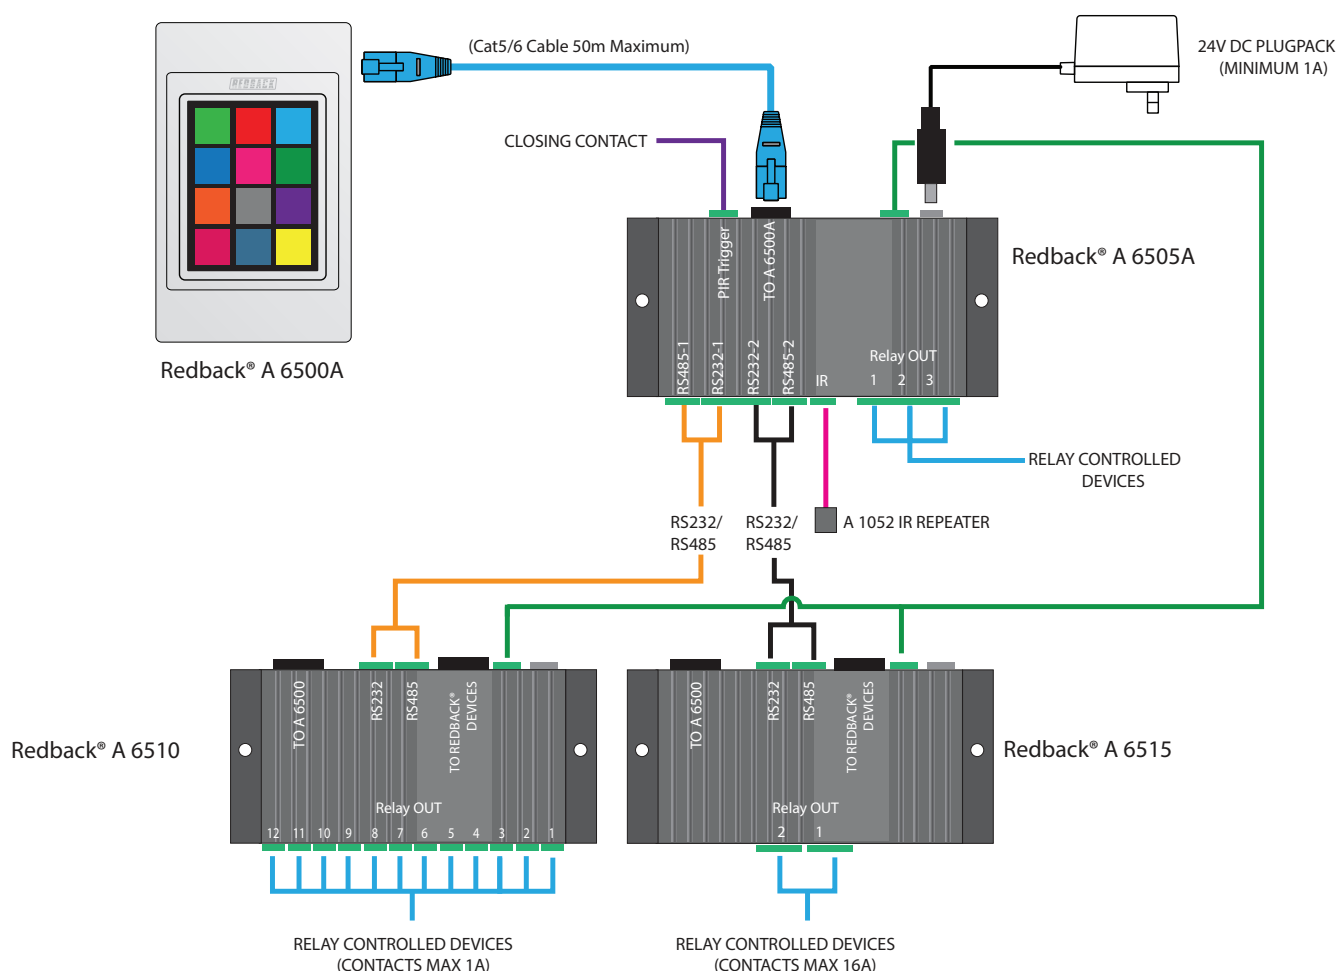 (Cat5/6 Cable 50m Maximum)
24V DC PLUGPACK
(MINIMUM 1A)
REDBACK
CLOSING CONTACT
PIR Trigger
TO A 6500A
Redback® A 6505A
RS485-1
RS232-1
RS232-2
RS485-2
IR
Relay OUT
1 2 3
Redback® A 6500A
RELAY CONTROLLED
DEVICES
RS232/
RS485
RS232/
RS485
A 1052 IR REPEATER
TO A 6500
RS232
RS485
TO REDBACK®
DEVICES
Redback® A 6510
Relay OUT
12 11 10 9 8 7 6 5 4 3 2 1
TO A 6500
RS232
RS485
TO REDBACK®
DEVICES
Redback® A 6515
Relay OUT
2 1
RELAY CONTROLLED DEVICES
(CONTACTS MAX 1A)
RELAY CONTROLLED DEVICES
(CONTACTS MAX 16A)